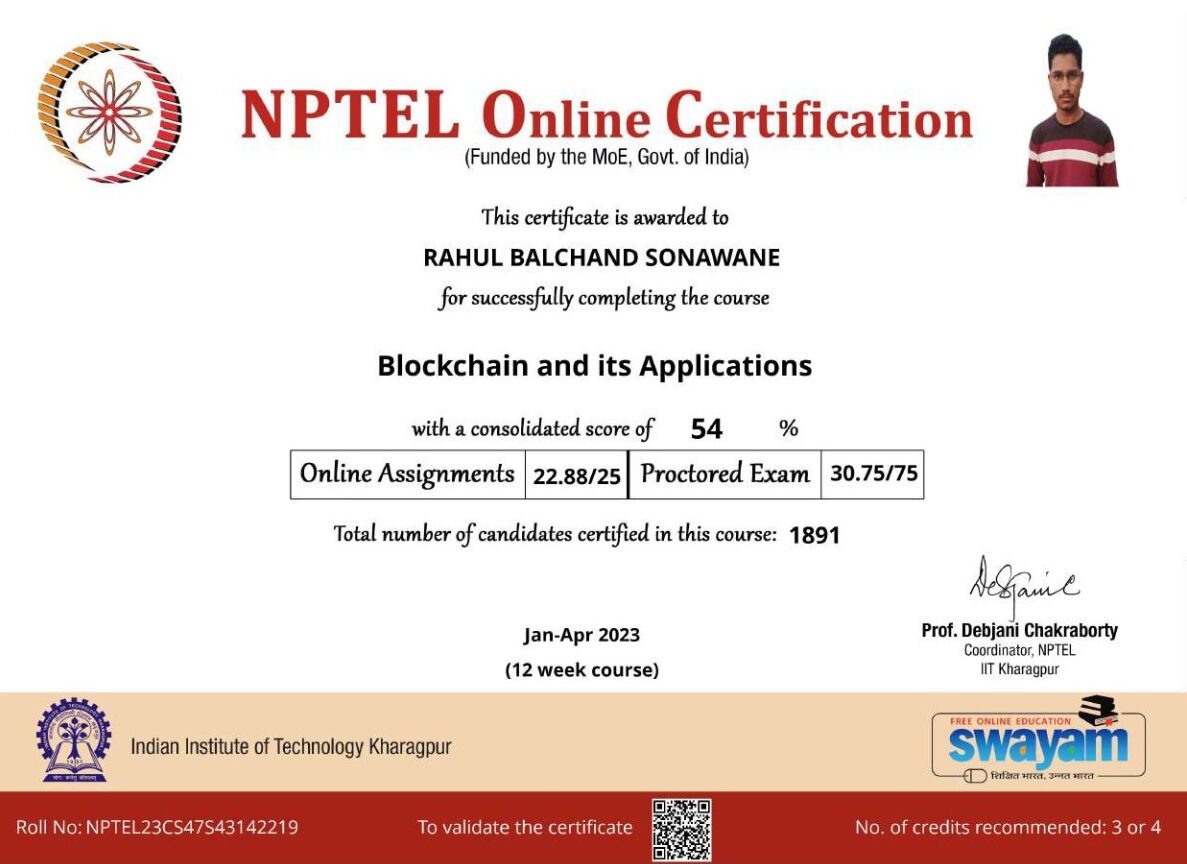 NPTEL Online Certification
(Funded by the MoE, Govt. of India)
This certificate is awarded to
RAHUL BALCHAND SONAWANE
for successfully completing the course
Blockchain and its Applications
with a consolidated score of 54 %
Online Assignments 22.88/25 Proctored Exam 30.75/75
Total number of candidates certified in this course: 1891
Jan-Apr 2023
(12 week course)
Prof. Debjani Chakraborty
Coordinator, NPTEL
IIT Kharagpur
Indian Institute of Technology Kharagpur
FREE ONLINE EDUCATION
swayam
शिक्षित भारत, उन्नत भारत
Roll No: NPTEL23CS47S43142219
To validate the certificate
No. of credits recommended: 3 or 4